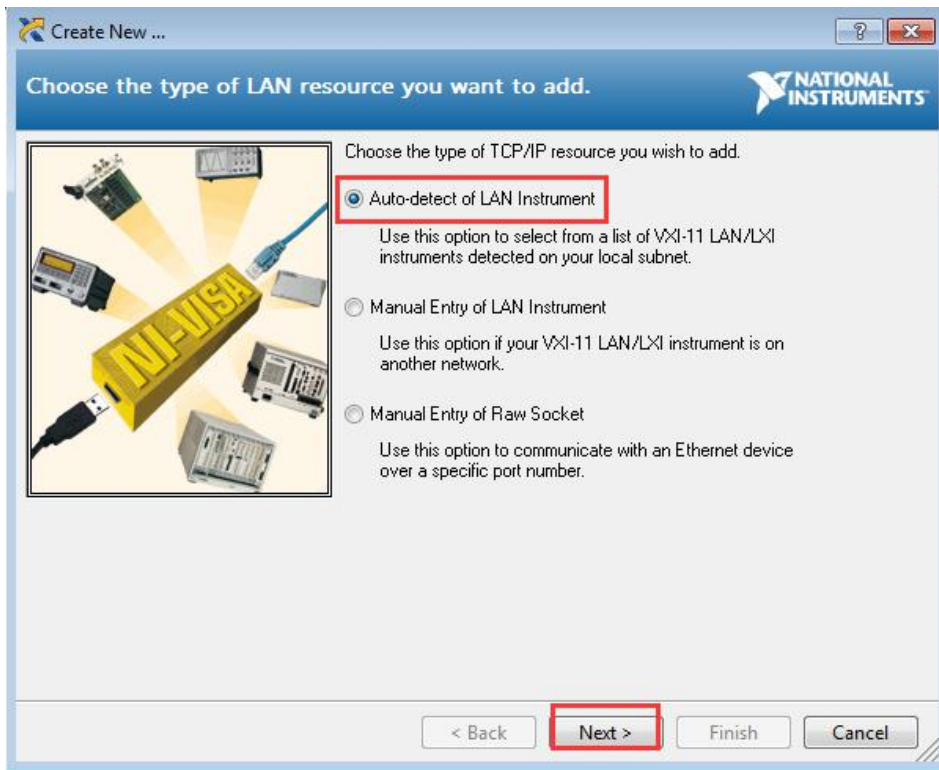 Create New ...
Choose the type of LAN resource you want to add.
NATIONAL
INSTRUMENTS
Choose the type of TCP/IP resource you wish to add.
Auto-detect of LAN Instrument
Use this option to select from a list of VXI-11 LAN/LXI
instruments detected on your local subnet.
Manual Entry of LAN Instrument
Use this option if your VXI-11 LAN/LXI instrument is on
another network.
Manual Entry of Raw Socket
Use this option to communicate with an Ethernet device
over a specific port number.
NI-VISA
< Back
Next >
Finish
Cancel